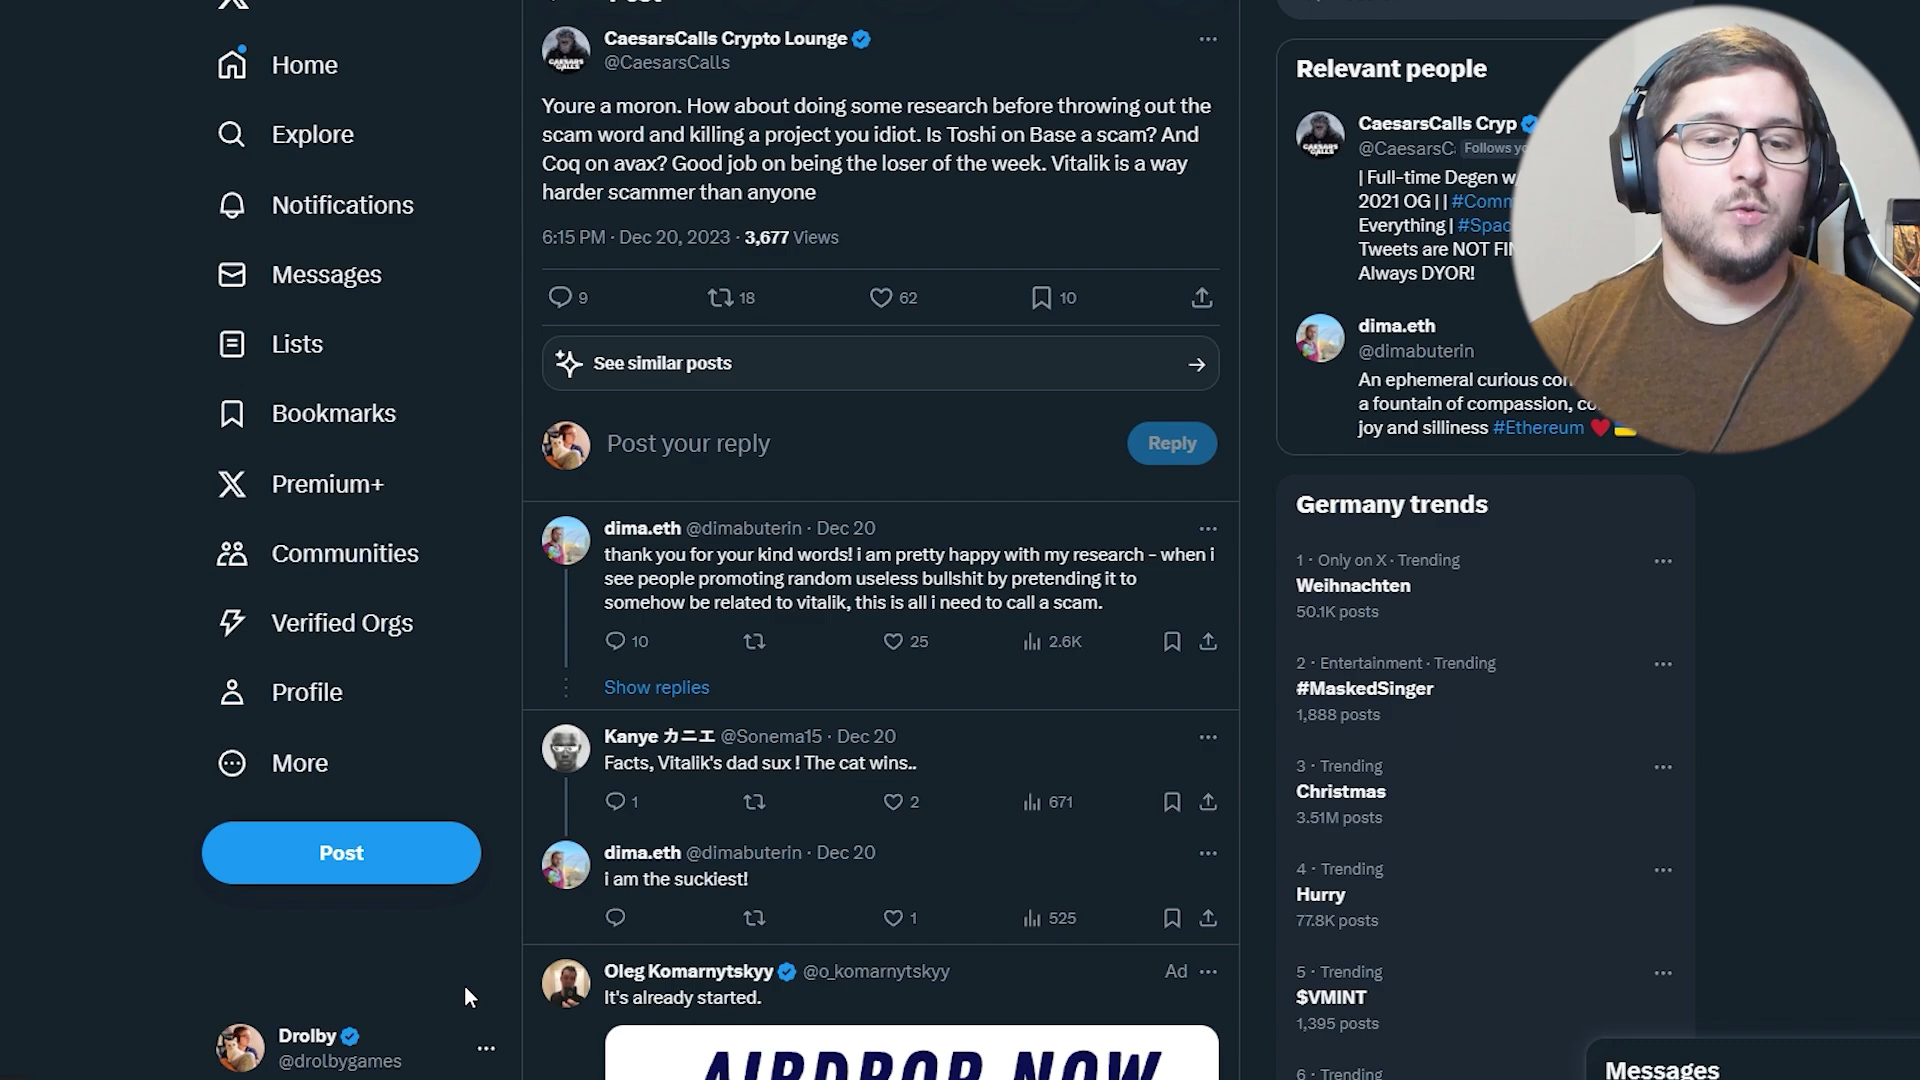 Home
Explore
Notifications
Messages
Lists
Bookmarks
Premium+
Communities
Verified Orgs
Profile
More
Post
Drolby
@drolbygames
CaesarsCalls Crypto Lounge
@CaesarsCalls
Youre a moron. How about doing some research before throwing out the
scam word and killing a project you idiot. Is Toshi on Base a scam? And
Coq on avax? Good job on being the loser of the week. Vitalik is a way
harder scammer than anyone
6:15 PM · Dec 20, 2023 · 3,677 Views
9 18 62 10
See similar posts
Post your reply
Reply
dima.eth @dimabuterin · Dec 20
thank you for your kind words! i am pretty happy with my research - when i
see people promoting random useless bullshit by pretending it to
somehow be related to vitalik, this is all i need to call a scam.
10 25 2.6K
Show replies
Kanye カニエ @Sonema15 · Dec 20
Facts, Vitalik's dad sux ! The cat wins..
1 2 671
dima.eth @dimabuterin · Dec 20
i am the suckiest!
1 525
Oleg Komarnytskyy @o_komarnytskyy Ad
It's already started.
AIRDROP NOW
Relevant people
CaesarsCalls Cryp
@CaesarsC Follows yo
| Full-time Degen w
2021 OG | | #Comm
Everything | #Spac
Tweets are NOT FIN
Always DYOR!
dima.eth
@dimabuterin
An ephemeral curious con
a fountain of compassion, co
joy and silliness #Ethereum
Germany trends
1 · Only on X · Trending
Weihnachten
50.1K posts
2 · Entertainment · Trending
#MaskedSinger
1,888 posts
3 · Trending
Christmas
3.51M posts
4 · Trending
Hurry
77.8K posts
5 · Trending
$VMINT
1,395 posts
6 · Trending
Messages